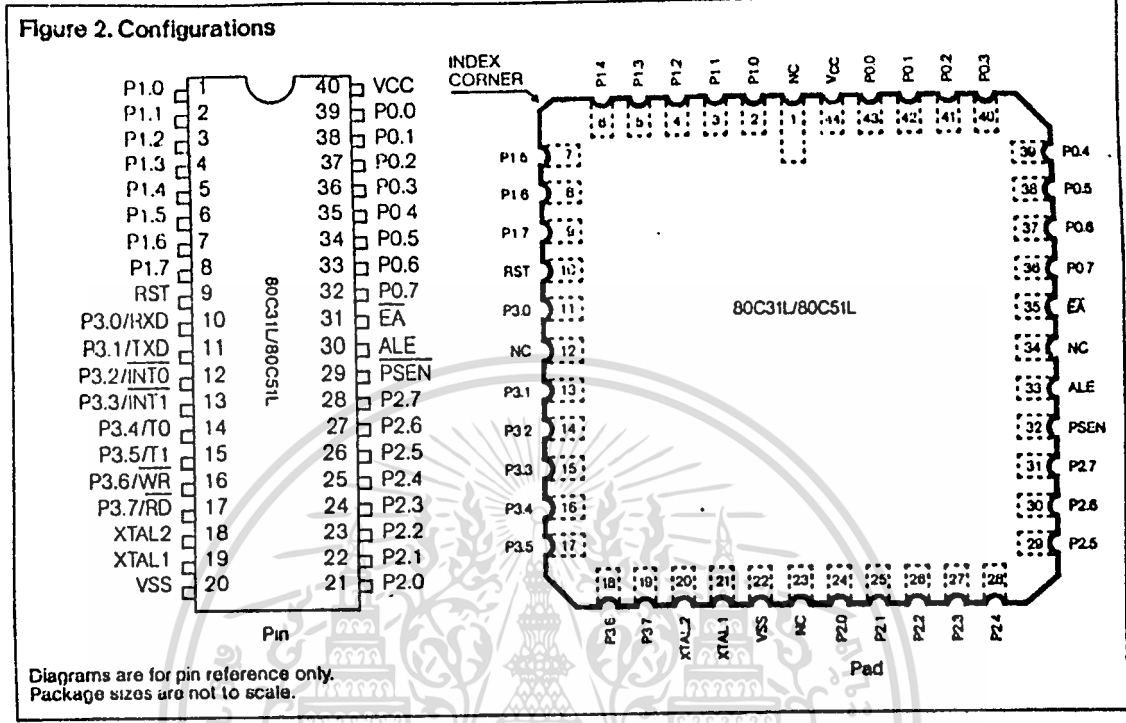 Figure 2. Configurations
P1.0 1
P1.1 2
P1.2 3
P1.3 4
P1.4 5
P1.5 6
P1.6 7
P1.7 8
RST 9
P3.0/RXD 10
P3.1/TXD 11
P3.2/INT0 12
P3.3/INT1 13
P3.4/T0 14
P3.5/T1 15
P3.6/WR 16
P3.7/RD 17
XTAL2 18
XTAL1 19
VSS 20
80C31L/80C51L
40 VCC
39 P0.0
38 P0.1
37 P0.2
36 P0.3
35 P0 4
34 P0.5
33 P0.6
32 P0.7
31 EA
30 ALE
29 PSEN
28 P2.7
27 P2.6
26 P2.5
25 P2.4
24 P2.3
23 P2.2
22 P2.1
21 P2.0
Pin
INDEX
CORNER
P1.4 P1.3 P1.2 P1 1 P1.0 NC VCC P0.0 P0.1 P0.2 P0.3
6 5 4 3 2 1 44 43 42 41 40
P1 5 7
P1 6 8
P1 7 9
RST 10
P3.0 11
NC 12
P3.1 13
P3 2 14
P3.3 15
P3.4 16
P3.5 17
80C31L/80C51L
39 P0.4
38 P0.5
37 P0.6
36 P0 7
35 EA
34 NC
33 ALE
32 PSEN
31 P2.7
30 P2.6
29 P2.5
18 19 20 21 22 23 24 25 26 27 28
P3 6 P3 7 XTAL2 XTAL1 VSS NC P2.0 P2.1 P2.2 P2.3 P2.4
Pad
Diagrams are for pin reference only.
Package sizes are not to scale.